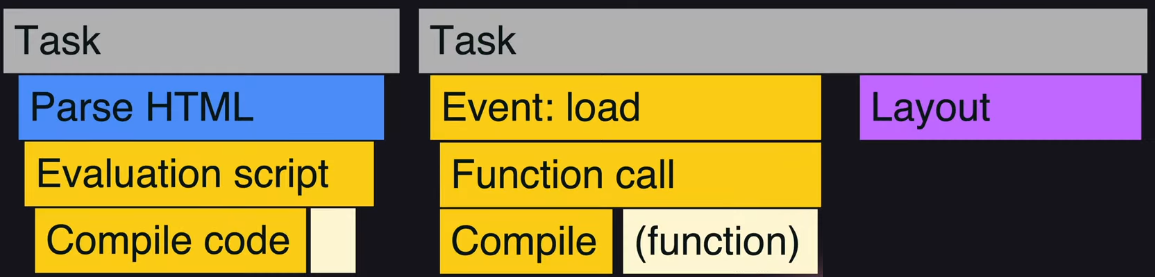 Task
Task
Parse HTML
Event: load
Layout
Evaluation script
Function call
Compile code
Compile
(function)